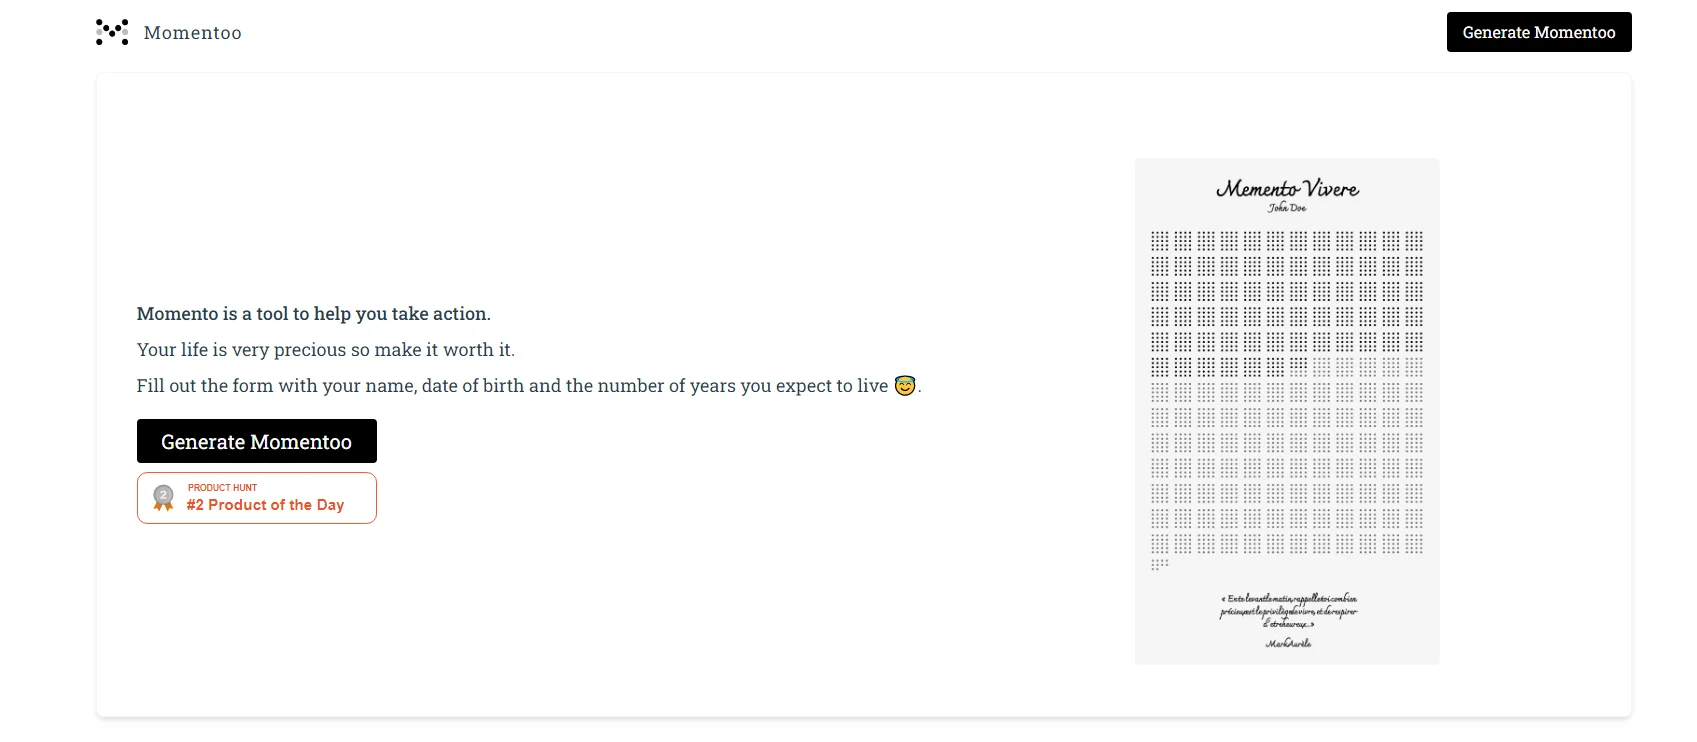 Momentoo
Generate Momentoo
Momento is a tool to help you take action.
Your life is very precious so make it worth it.
Fill out the form with your name, date of birth and the number of years you expect to live 😇.
Generate Momentoo
2
PRODUCT HUNT
#2 Product of the Day
Memento Vivere
John Doe
« En te levant le matin, rappelle toi combien
précieux est le privilège de vivre, et de respirer
d'etre heureux..»
Mark Aurèle